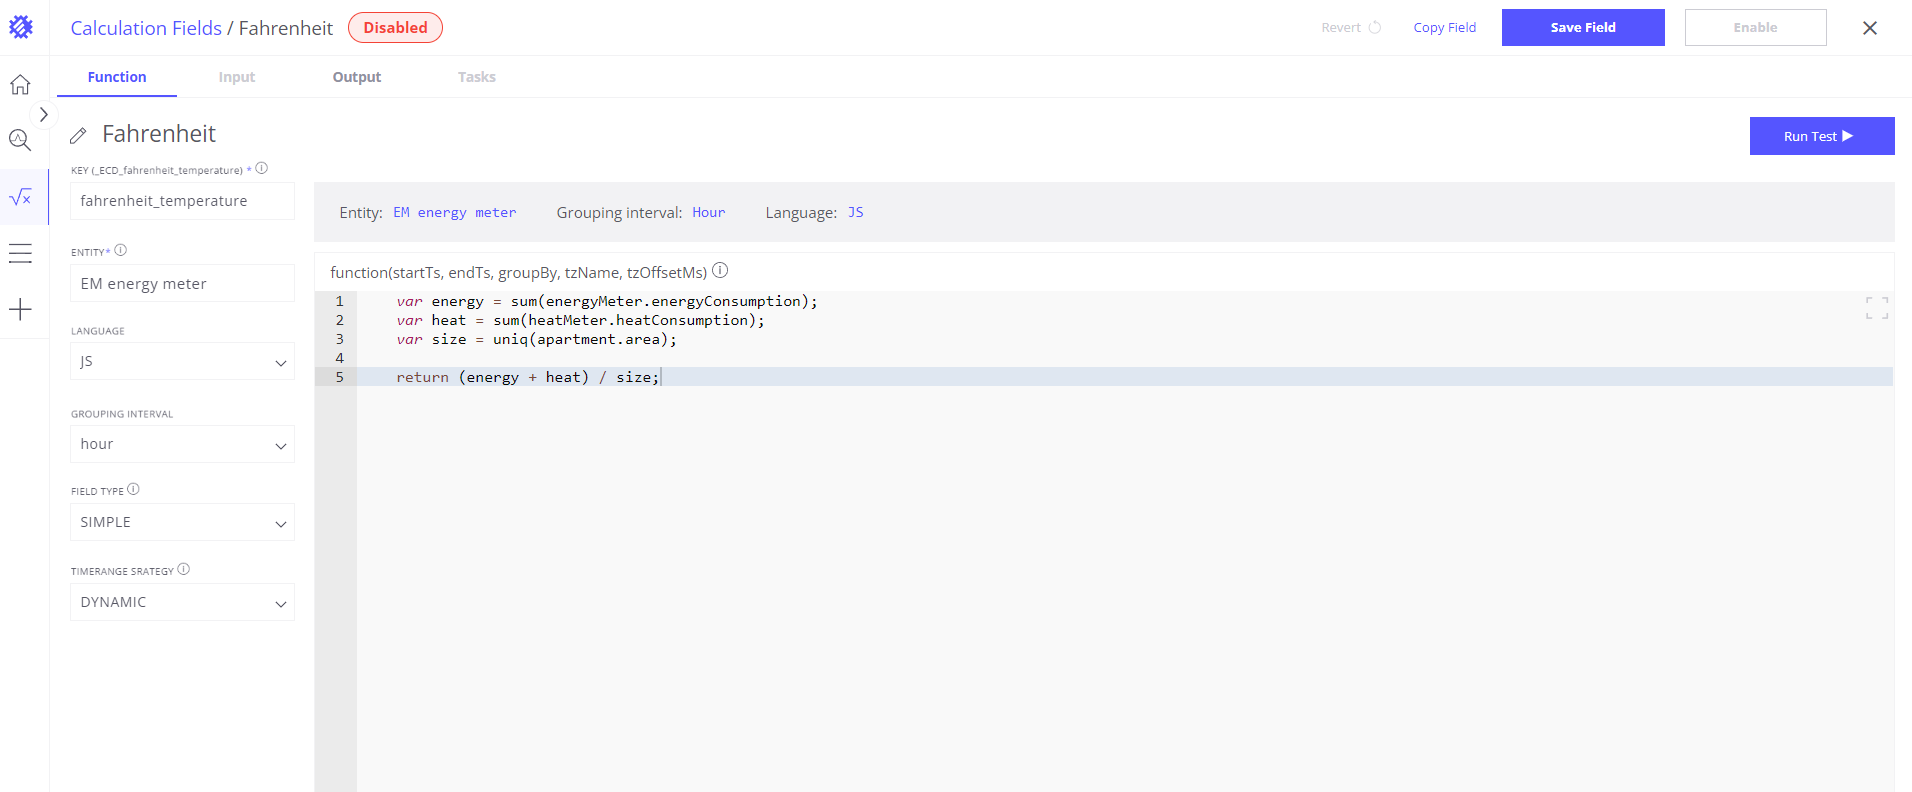 Calculation Fields / Fahrenheit Disabled Revert Copy Field Save Field Enable
Function Input Output Tasks
Fahrenheit
Run Test
KEY (_ECD_fahrenheit_temperature) *
fahrenheit_temperature
ENTITY*
EM energy meter
LANGUAGE
JS
GROUPING INTERVAL
hour
FIELD TYPE
SIMPLE
TIMERANGE SRATEGY
DYNAMIC
Entity: EM energy meter Grouping interval: Hour Language: JS
function(startTs, endTs, groupBy, tzName, tzOffsetMs)
1 var energy = sum(energyMeter.energyConsumption);
2 var heat = sum(heatMeter.heatConsumption);
3 var size = uniq(apartment.area);
4
5 return (energy + heat) / size;